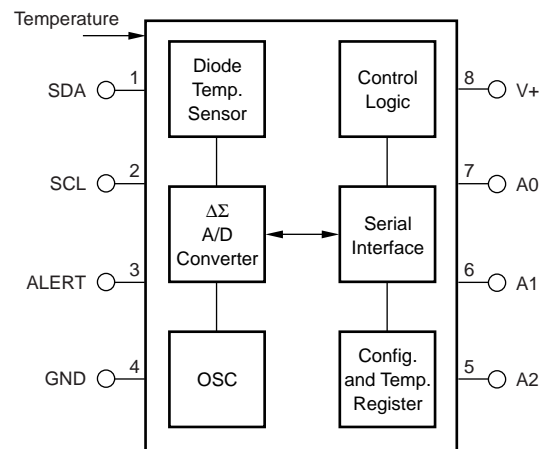 Temperature
1
SDA
2
SCL
3
ALERT
4
GND
Diode
Temp.
Sensor
ΔΣ
A/D
Converter
OSC
Control
Logic
Serial
Interface
Config.
and Temp.
Register
8
V+
7
A0
6
A1
5
A2